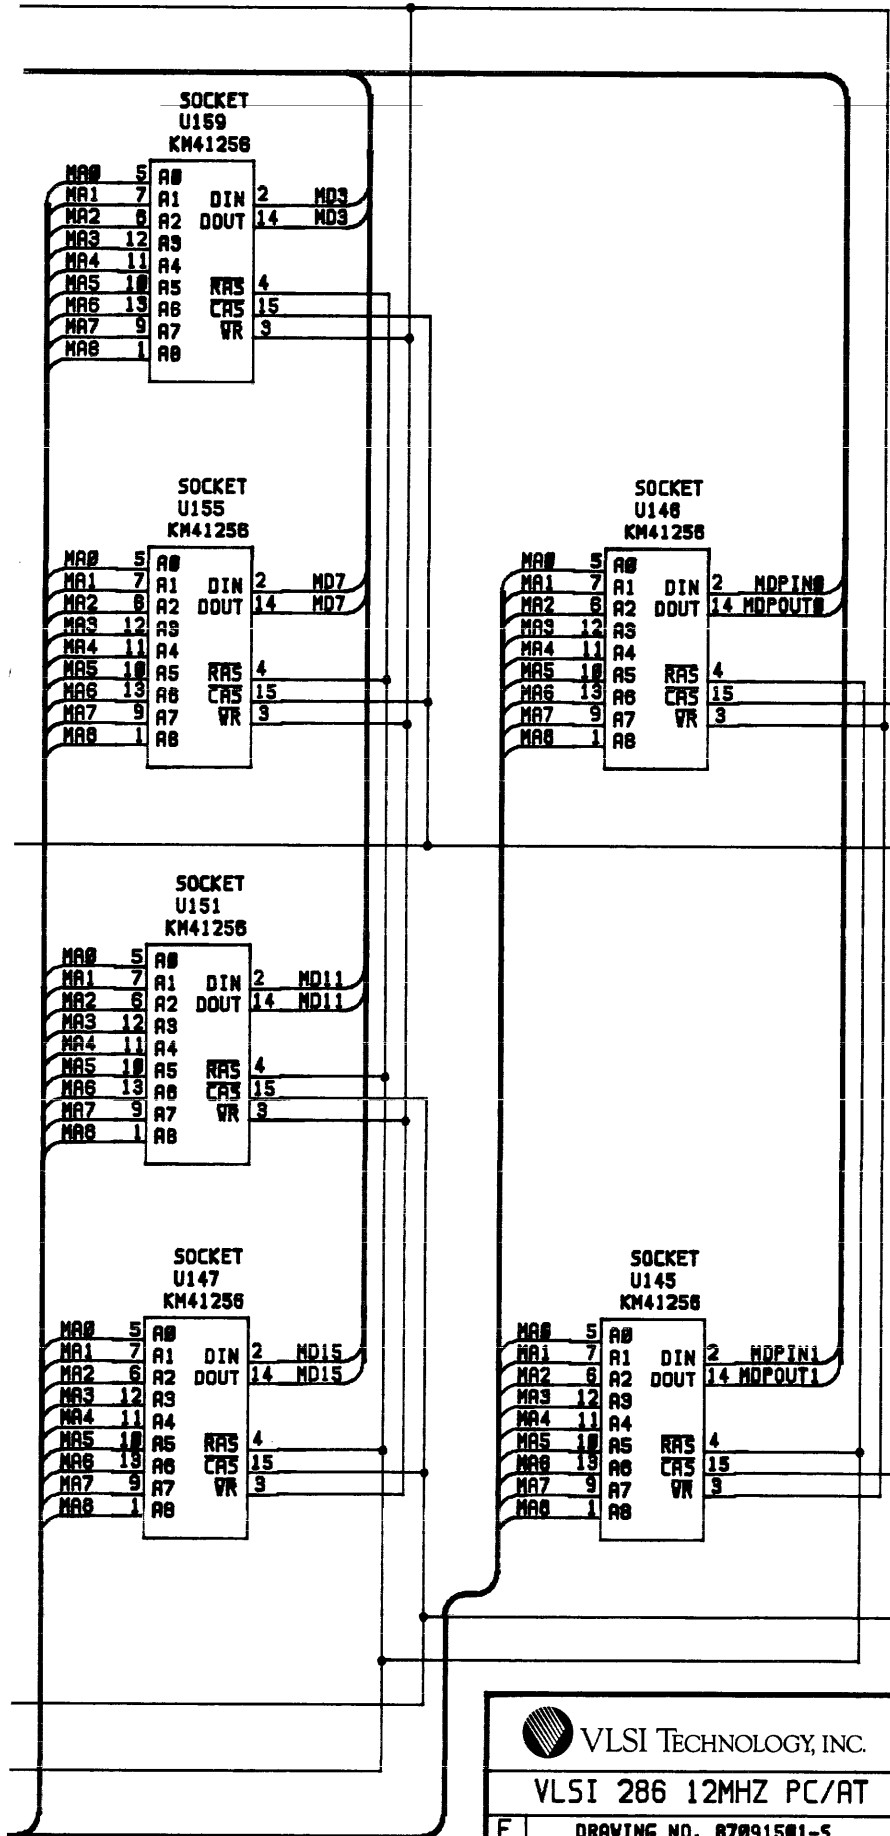 SOCKET
U159
KM41256
MA0 5 A0
MA1 7 A1 DIN 2 MD3
MA2 6 A2 DOUT 14 MD3
MA3 12 A3
MA4 11 A4
MA5 10 A5 RAS 4
MA6 13 A6 CAS 15
MA7 9 A7 WR 3
MA8 1 A8
SOCKET
U155
KM41256
MA0 5 A0
MA1 7 A1 DIN 2 MD7
MA2 6 A2 DOUT 14 MD7
MA3 12 A3
MA4 11 A4
MA5 10 A5 RAS 4
MA6 13 A6 CAS 15
MA7 9 A7 WR 3
MA8 1 A8
SOCKET
U146
KM41256
MA0 5 A0
MA1 7 A1 DIN 2 MDPIN0
MA2 6 A2 DOUT 14 MDPOUT0
MA3 12 A3
MA4 11 A4
MA5 10 A5 RAS 4
MA6 13 A6 CAS 15
MA7 9 A7 WR 3
MA8 1 A8
SOCKET
U151
KM41256
MA0 5 A0
MA1 7 A1 DIN 2 MD11
MA2 6 A2 DOUT 14 MD11
MA3 12 A3
MA4 11 A4
MA5 10 A5 RAS 4
MA6 13 A6 CAS 15
MA7 9 A7 WR 3
MA8 1 A8
SOCKET
U147
KM41256
MA0 5 A0
MA1 7 A1 DIN 2 MD15
MA2 6 A2 DOUT 14 MD15
MA3 12 A3
MA4 11 A4
MA5 10 A5 RAS 4
MA6 13 A6 CAS 15
MA7 9 A7 WR 3
MA8 1 A8
SOCKET
U145
KM41256
MA0 5 A0
MA1 7 A1 DIN 2 MDPIN1
MA2 6 A2 DOUT 14 MDPOUT1
MA3 12 A3
MA4 11 A4
MA5 10 A5 RAS 4
MA6 13 A6 CAS 15
MA7 9 A7 WR 3
MA8 1 A8
VLSI TECHNOLOGY, INC.
VLSI 286 12MHZ PC/AT
DRAWING NO. 87091501-S